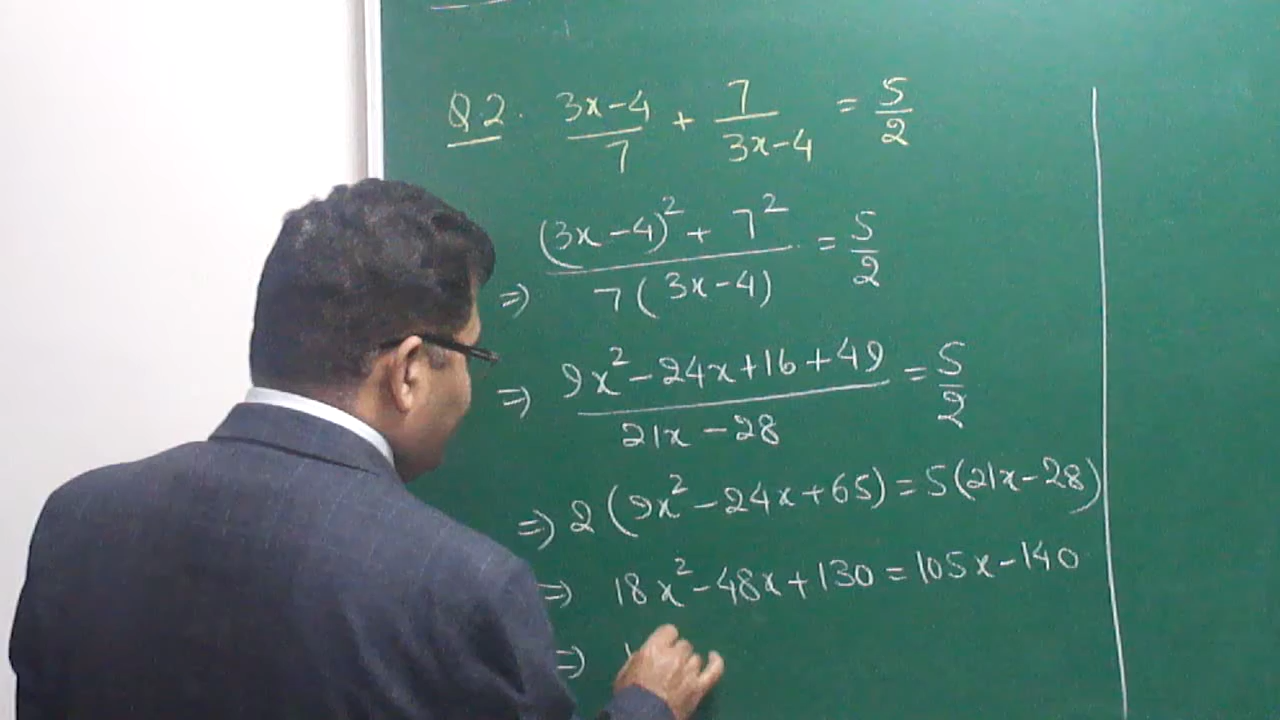 Q2. (3x-4)/7 + 7/(3x-4) = 5/2
⇒ ((3x-4)² + 7²)/(7(3x-4)) = 5/2
⇒ (9x²-24x+16+49)/(21x-28) = 5/2
⇒ 2(9x²-24x+65) = 5(21x-28)
⇒ 18x²-48x+130 = 105x-140
⇒